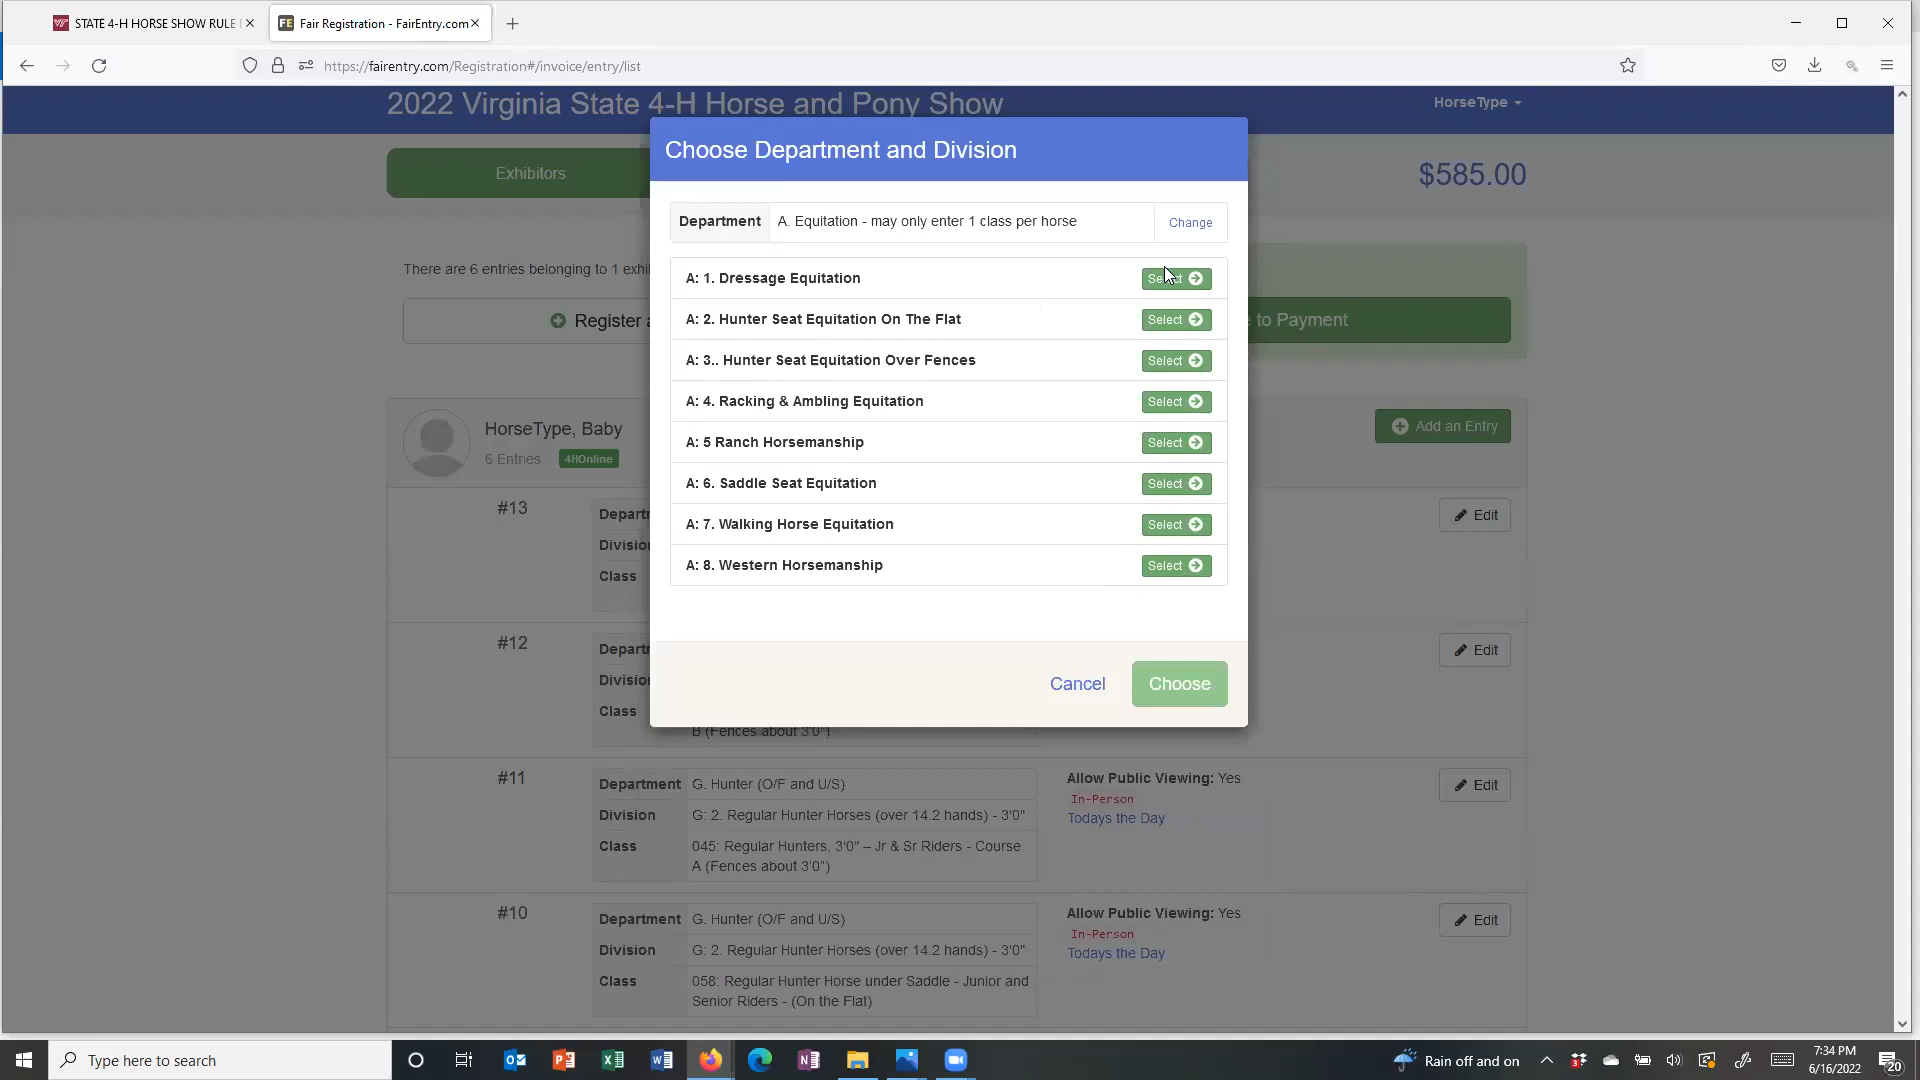 STATE 4-H HORSE SHOW RULE
Fair Registration - FairEntry.com
https://fairentry.com/Registration#/invoice/entry/list
2022 Virginia State 4-H Horse and Pony Show
HorseType
Exhibitors
$585.00
Choose Department and Division
Department A. Equitation - may only enter 1 class per horse Change
There are 6 entries belonging to 1 exhi
Register
e to Payment
A: 1. Dressage Equitation Select
A: 2. Hunter Seat Equitation On The Flat Select
A: 3.. Hunter Seat Equitation Over Fences Select
A: 4. Racking & Ambling Equitation Select
A: 5 Ranch Horsemanship Select
A: 6. Saddle Seat Equitation Select
A: 7. Walking Horse Equitation Select
A: 8. Western Horsemanship Select
Cancel Choose
HorseType, Baby
6 Entries 4HOnline
Add an Entry
#13
Departr
Divisio
Class
Edit
#12
Departr
Divisio
Class
B (Fences about 3'0")
Edit
#11
Department G. Hunter (O/F and U/S)
Division G: 2. Regular Hunter Horses (over 14.2 hands) - 3'0"
Class 045: Regular Hunters, 3'0" – Jr & Sr Riders - Course
A (Fences about 3'0")
Allow Public Viewing: Yes
In-Person
Todays the Day
Edit
#10
Department G. Hunter (O/F and U/S)
Division G: 2. Regular Hunter Horses (over 14.2 hands) - 3'0"
Class 058: Regular Hunter Horse under Saddle - Junior and
Senior Riders - (On the Flat)
Allow Public Viewing: Yes
In-Person
Todays the Day
Edit
Type here to search
Rain off and on
7:34 PM
6/16/2022
20